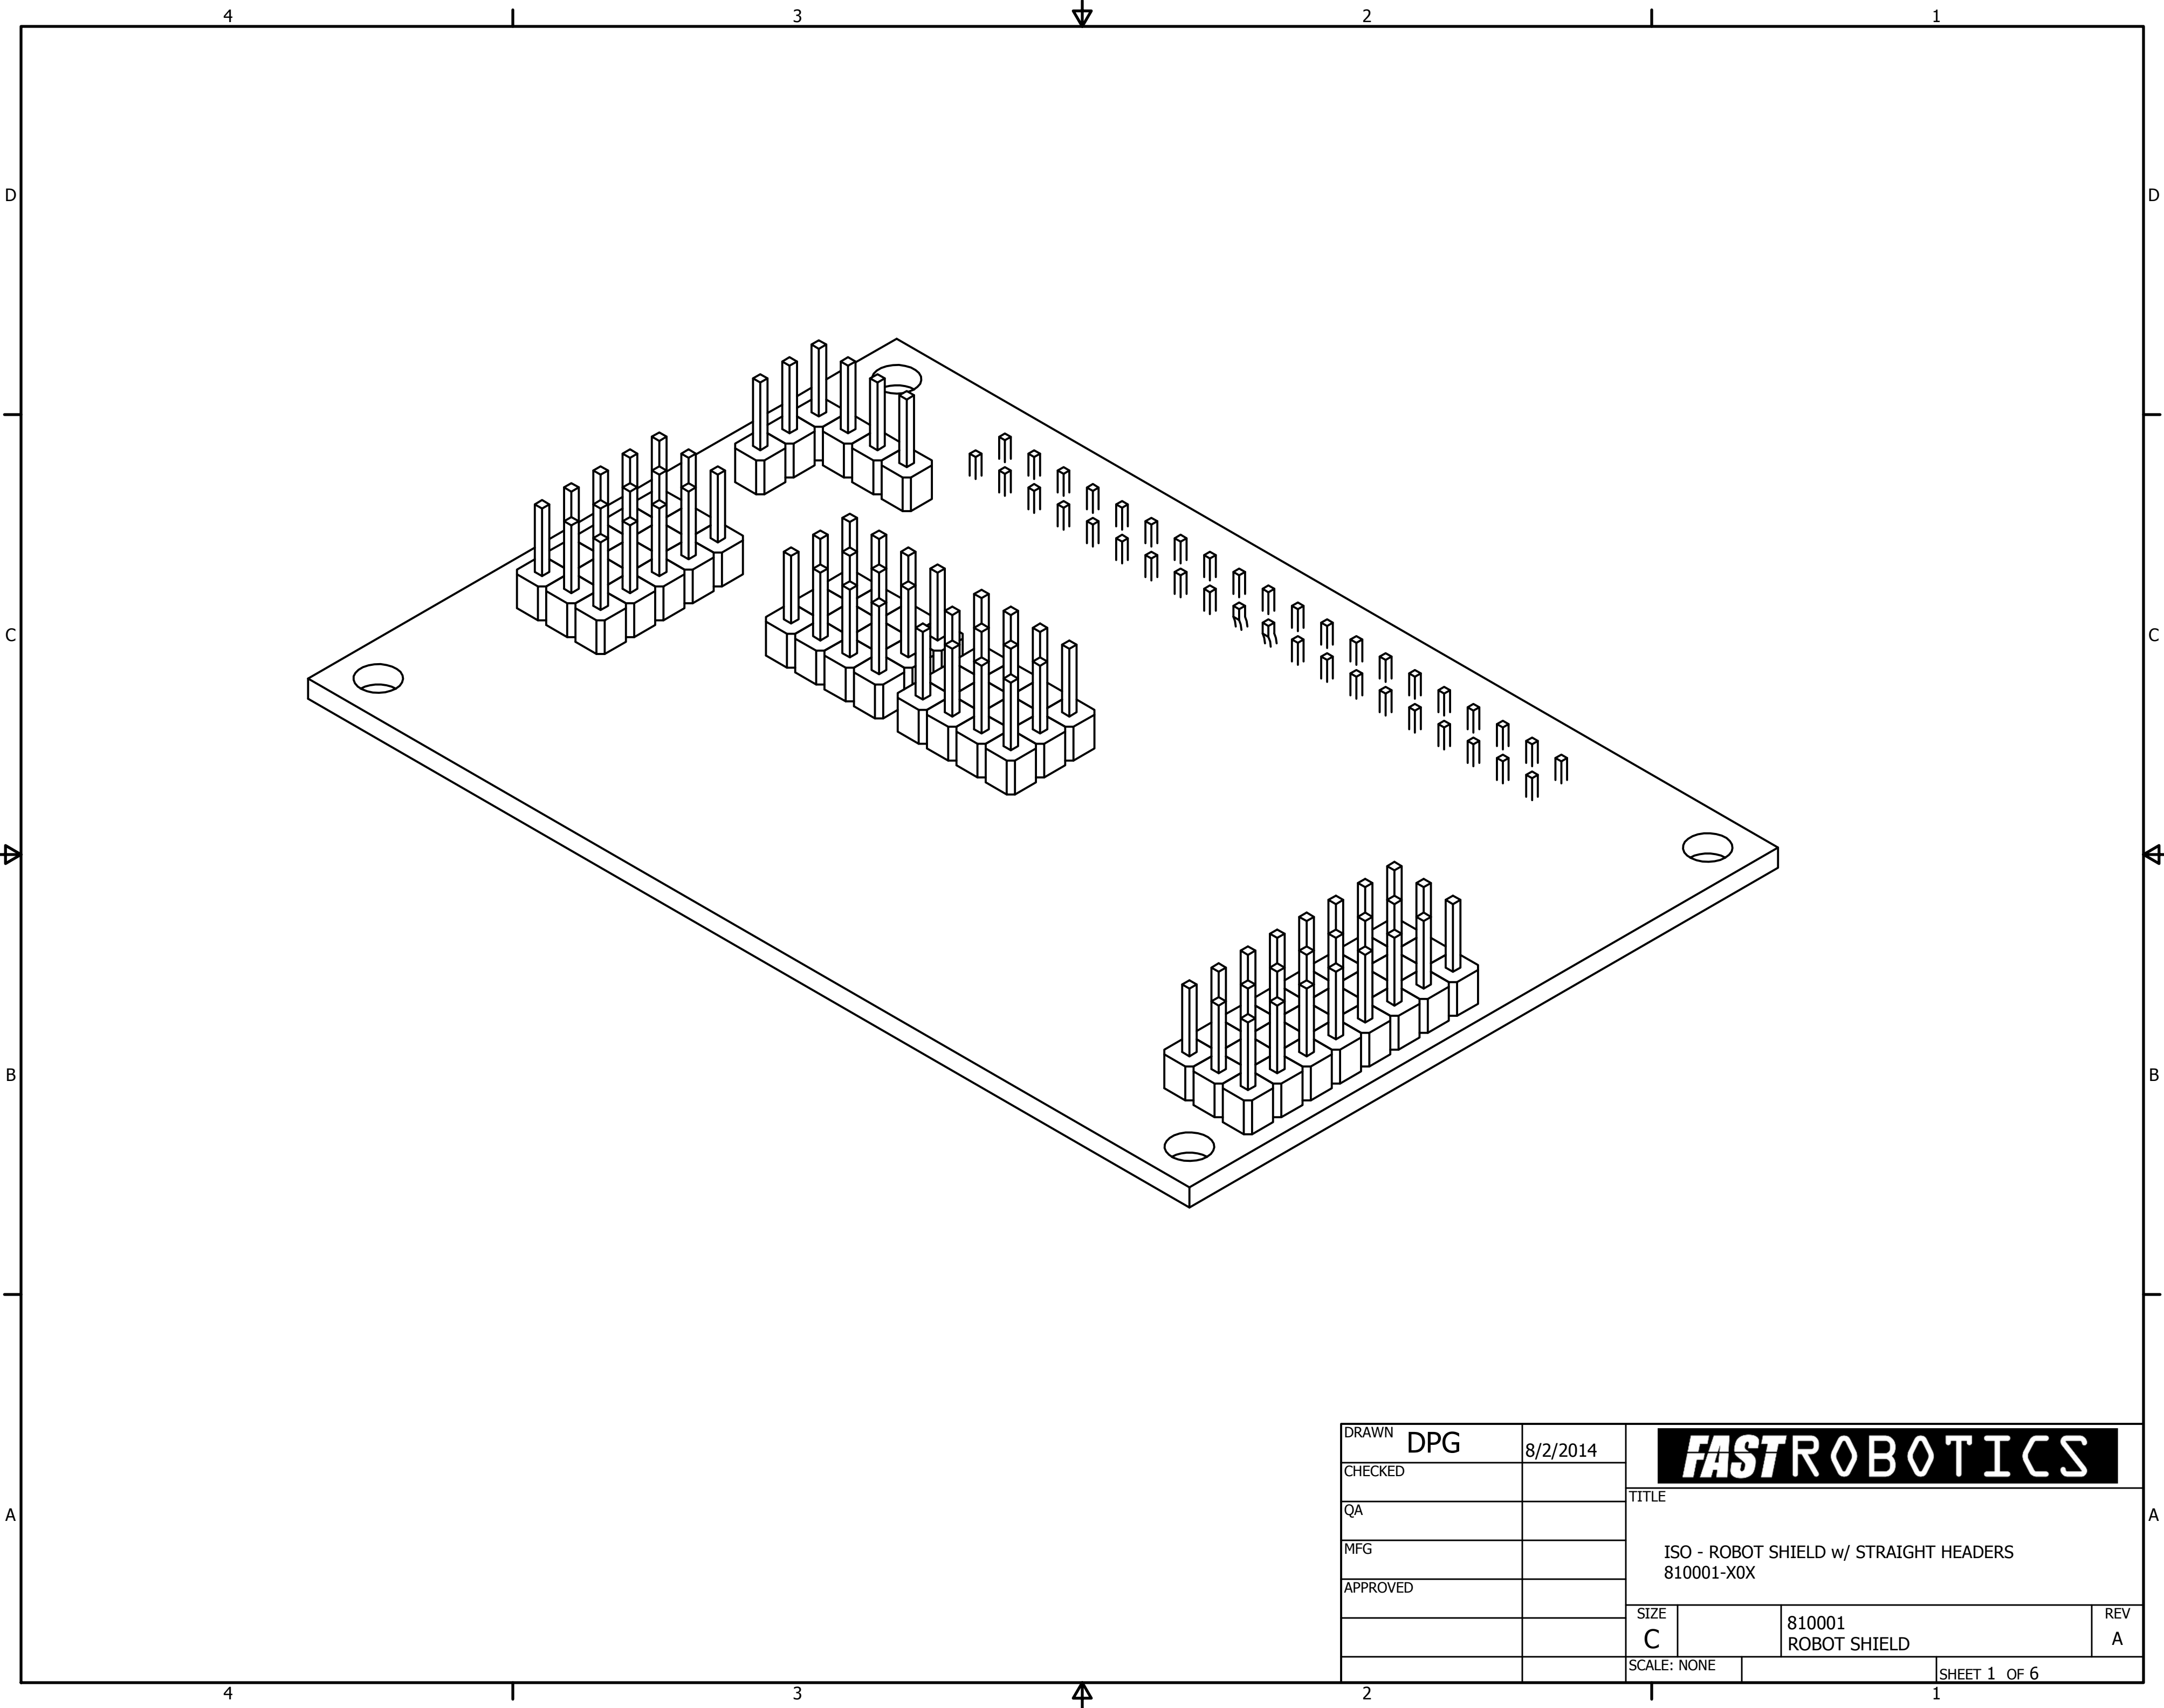 4 3 2 1
D D
C C
B B
A A
DRAWN DPG 8/2/2014
CHECKED
QA
MFG
APPROVED
FASTROBOTICS
TITLE
ISO - ROBOT SHIELD w/ STRAIGHT HEADERS
810001-X0X
SIZE
C
810001
ROBOT SHIELD
REV
A
SCALE: NONE
SHEET 1 OF 6
4 3 2 1